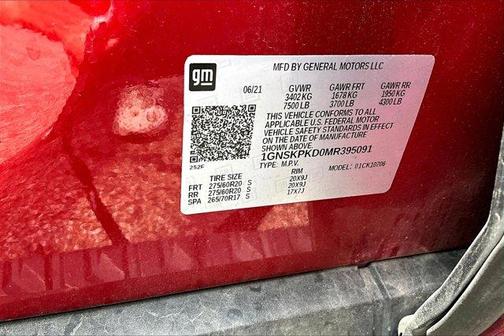 gm
MFD BY GENERAL MOTORS LLC
06/21 GVWR GAWR FRT GAWR RR
3402 KG 1678 KG 1950 KG
7500 LB 3700 LB 4300 LB
THIS VEHICLE CONFORMS TO ALL
APPLICABLE U.S. FEDERAL MOTOR
VEHICLE SAFETY STANDARDS IN EFFECT
ON THE DATE OF MANUFACTURE SHOWN ABOVE.
1GNSKPKD0MR395091
2526 TYPE: M.P.V. MODEL: 01CK10706
TIRE SIZE RIM
FRT 275/60R20 S 20X9J
RR 275/60R20 S 20X9J
SPA 265/70R17 S 17X7J